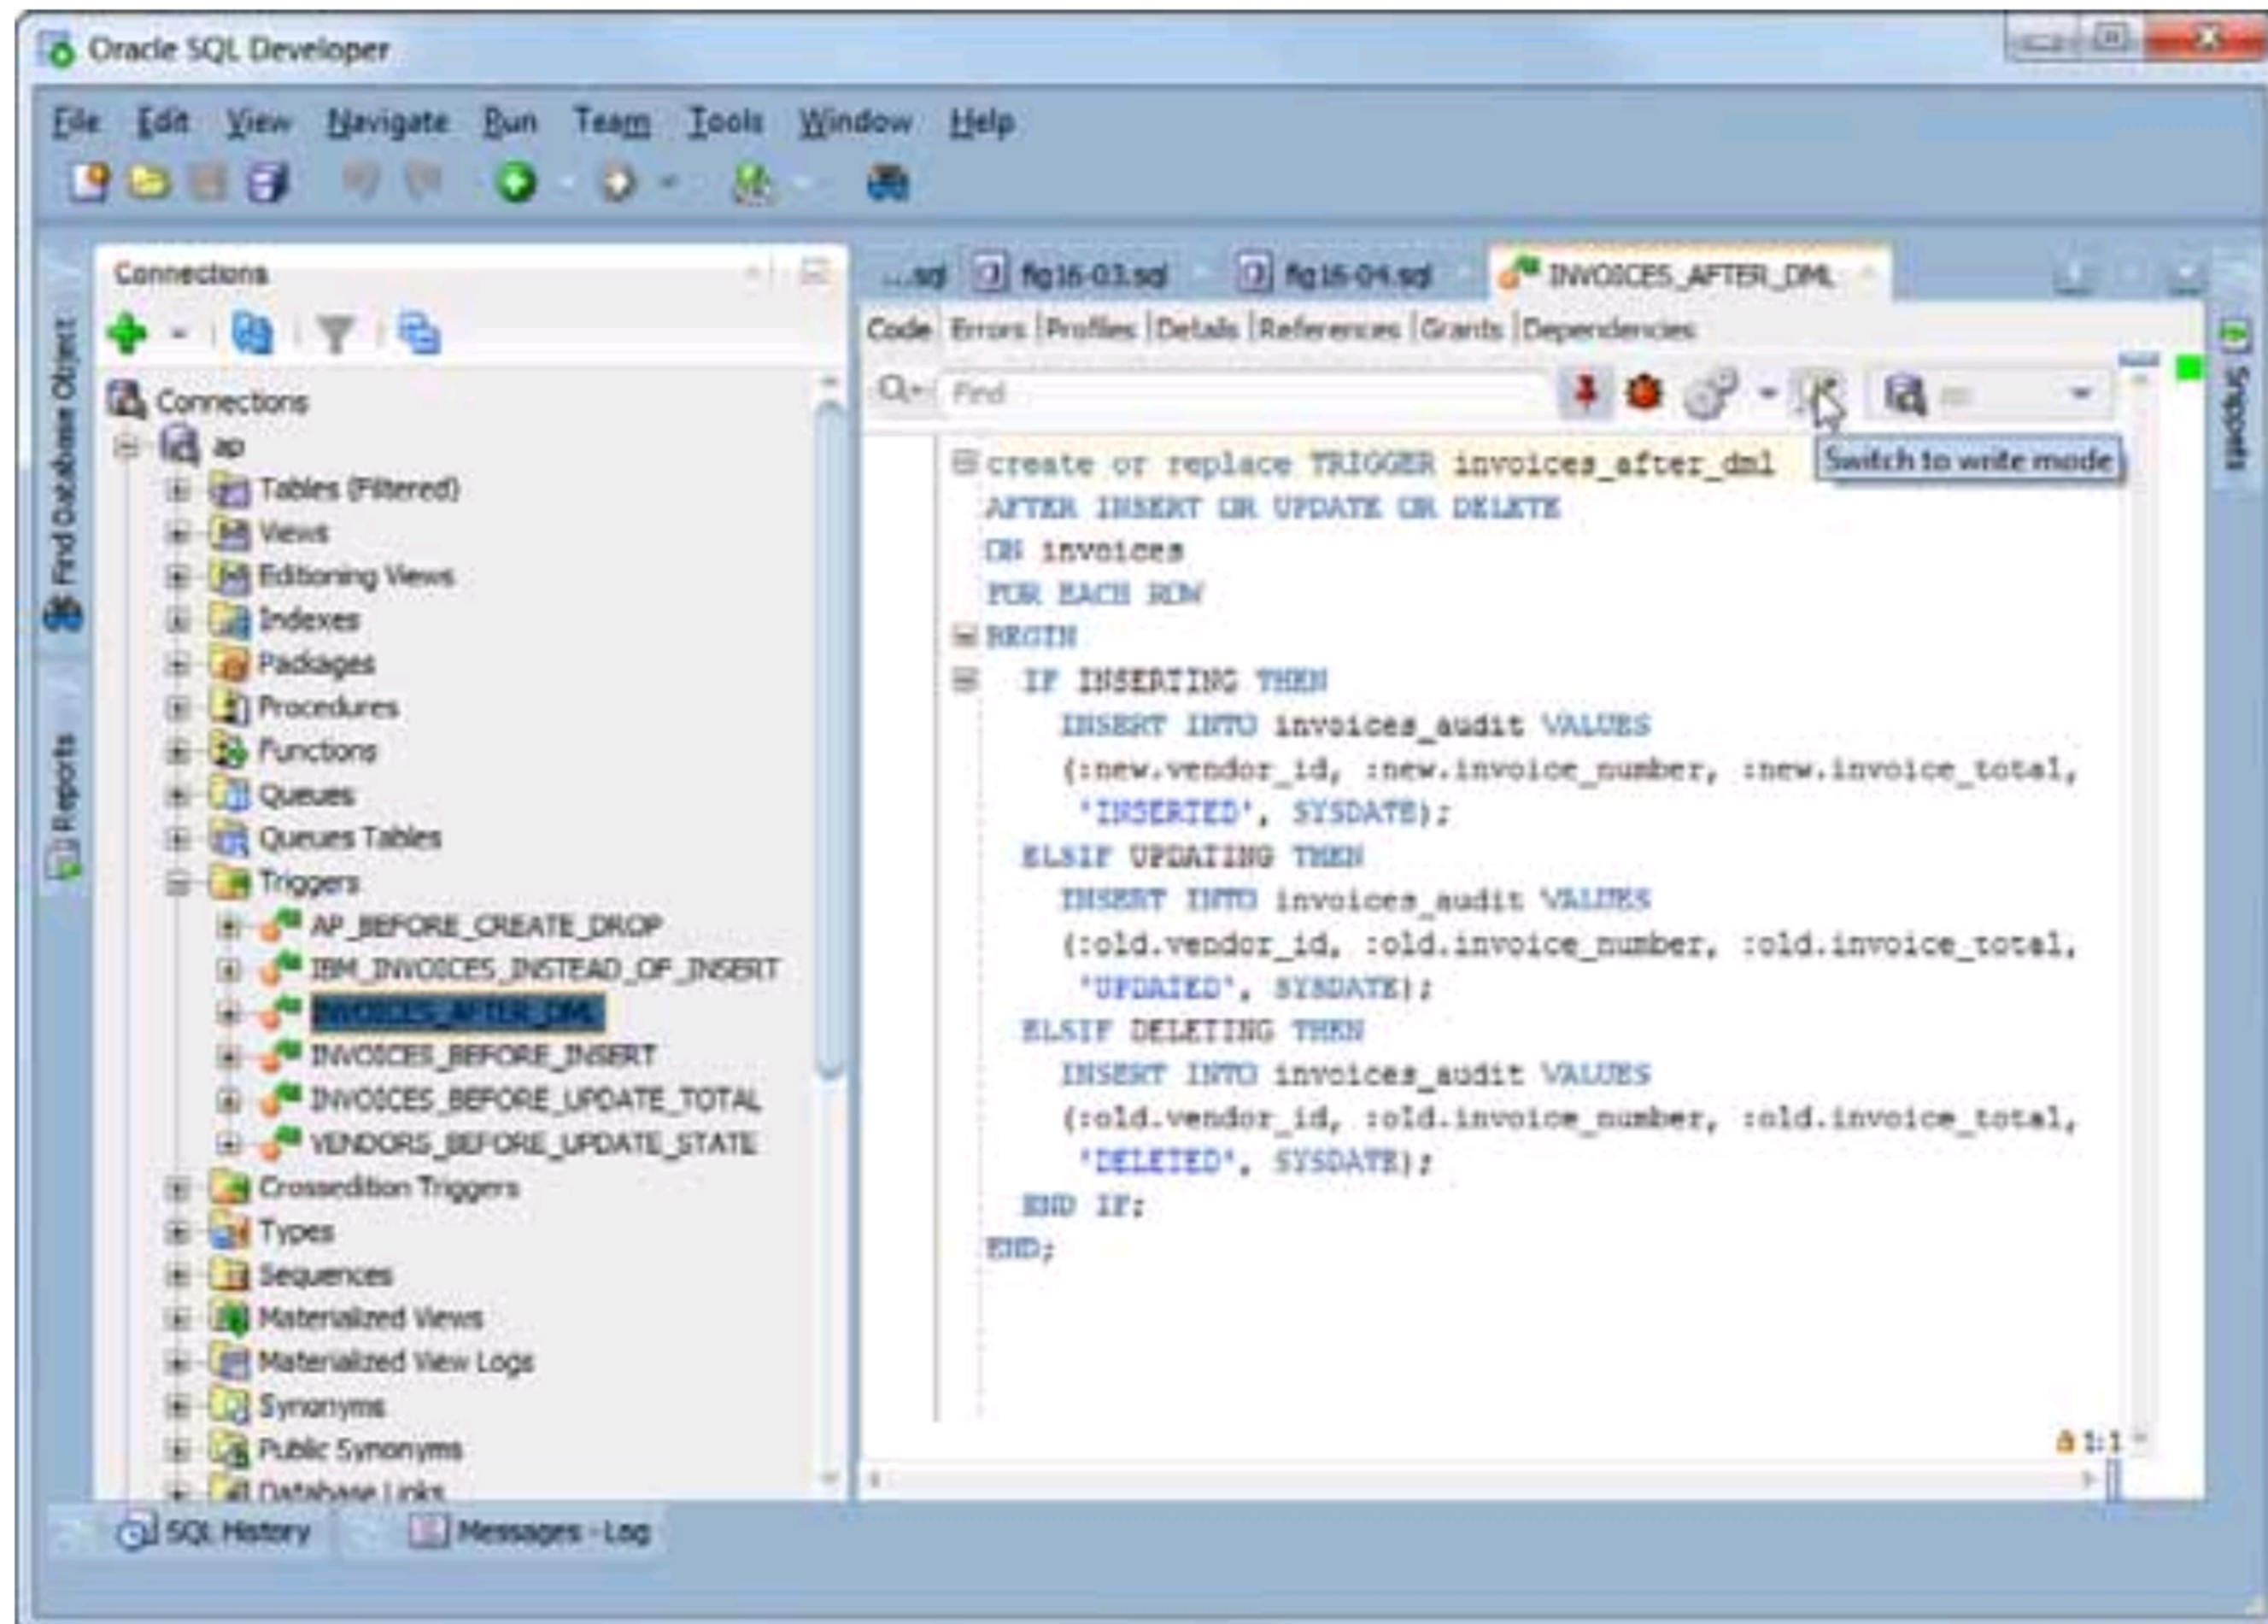 Oracle SQL Developer
File Edit View Navigate Run Team Tools Window Help
Find Database Object
Reports
Connections
Connections
ap
Tables (Filtered)
Views
Editioning Views
Indexes
Packages
Procedures
Functions
Queues
Queues Tables
Triggers
AP_BEFORE_CREATE_DROP
IBM_INVOICES_INSTEAD_OF_INSERT
INVOICES_AFTER_DML
INVOICES_BEFORE_INSERT
INVOICES_BEFORE_UPDATE_TOTAL
VENDORS_BEFORE_UPDATE_STATE
Crossedition Triggers
Types
Sequences
Materialized Views
Materialized View Logs
Synonyms
Public Synonyms
Database Links
...sql fig16-03.sql fig16-04.sql INVOICES_AFTER_DML
Code Errors Profiles Details References Grants Dependencies
Find
Switch to write mode
create or replace TRIGGER invoices_after_dml
AFTER INSERT OR UPDATE OR DELETE
ON invoices
FOR EACH ROW
BEGIN
IF INSERTING THEN
INSERT INTO invoices_audit VALUES
(:new.vendor_id, :new.invoice_number, :new.invoice_total,
'INSERTED', SYSDATE);
ELSIF UPDATING THEN
INSERT INTO invoices_audit VALUES
(:old.vendor_id, :old.invoice_number, :old.invoice_total,
'UPDATED', SYSDATE);
ELSIF DELETING THEN
INSERT INTO invoices_audit VALUES
(:old.vendor_id, :old.invoice_number, :old.invoice_total,
'DELETED', SYSDATE);
END IF;
END;
1:1
Snippets
SQL History Messages - Log